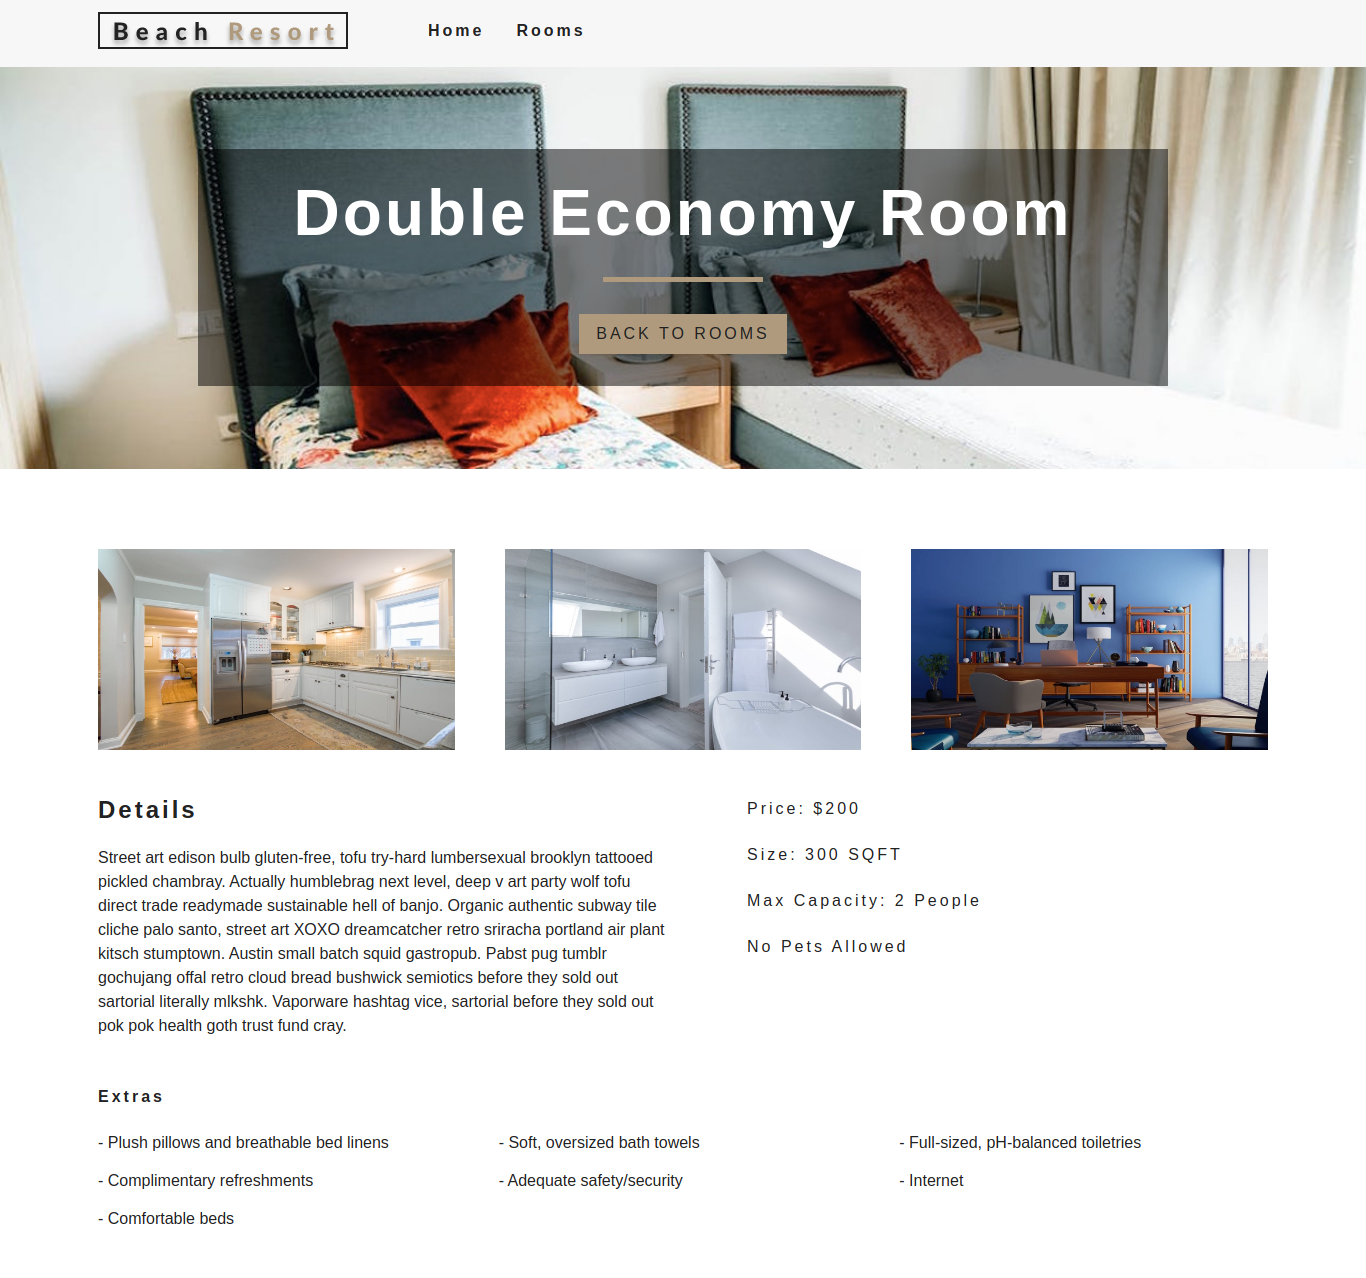 Beach Resort
Home
Rooms
Double Economy Room
BACK TO ROOMS
Details
Street art edison bulb gluten-free, tofu try-hard lumbersexual brooklyn tattooed
pickled chambray. Actually humblebrag next level, deep v art party wolf tofu
direct trade readymade sustainable hell of banjo. Organic authentic subway tile
cliche palo santo, street art XOXO dreamcatcher retro sriracha portland air plant
kitsch stumptown. Austin small batch squid gastropub. Pabst pug tumblr
gochujang offal retro cloud bread bushwick semiotics before they sold out
sartorial literally mlkshk. Vaporware hashtag vice, sartorial before they sold out
pok pok health goth trust fund cray.
Price: $200
Size: 300 SQFT
Max Capacity: 2 People
No Pets Allowed
Extras
- Plush pillows and breathable bed linens
- Soft, oversized bath towels
- Full-sized, pH-balanced toiletries
- Complimentary refreshments
- Adequate safety/security
- Internet
- Comfortable beds